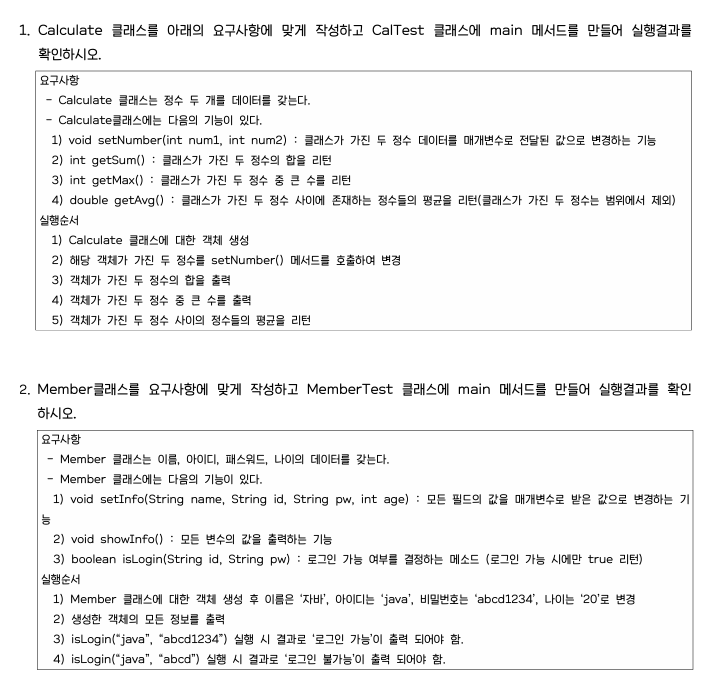 1. Calculate 클래스를 아래의 요구사항에 맞게 작성하고 CalTest 클래스에 main 메서드를 만들어 실행결과를
확인하시오.
요구사항
- Calculate 클래스는 정수 두 개를 데이터를 갖는다.
- Calculate클래스에는 다음의 기능이 있다.
1) void setNumber(int num1, int num2) : 클래스가 가진 두 정수 데이터를 매개변수로 전달된 값으로 변경하는 기능
2) int getSum() : 클래스가 가진 두 정수의 합을 리턴
3) int getMax() : 클래스가 가진 두 정수 중 큰 수를 리턴
4) double getAvg() : 클래스가 가진 두 정수 사이에 존재하는 정수들의 평균을 리턴(클래스가 가진 두 정수는 범위에서 제외)
실행순서
1) Calculate 클래스에 대한 객체 생성
2) 해당 객체가 가진 두 정수를 setNumber() 메서드를 호출하여 변경
3) 객체가 가진 두 정수의 합을 출력
4) 객체가 가진 두 정수 중 큰 수를 출력
5) 객체가 가진 두 정수 사이의 정수들의 평균을 리턴
2. Member클래스를 요구사항에 맞게 작성하고 MemberTest 클래스에 main 메서드를 만들어 실행결과를 확인
하시오.
요구사항
- Member 클래스는 이름, 아이디, 패스워드, 나이의 데이터를 갖는다.
- Member 클래스에는 다음의 기능이 있다.
1) void setInfo(String name, String id, String pw, int age) : 모든 필드의 값을 매개변수로 받은 값으로 변경하는 기
능
2) void showInfo() : 모든 변수의 값을 출력하는 기능
3) boolean isLogin(String id, String pw) : 로그인 가능 여부를 결정하는 메소드 (로그인 가능 시에만 true 리턴)
실행순서
1) Member 클래스에 대한 객체 생성 후 이름은 ‘자바’, 아이디는 ‘java’, 비밀번호는 ‘abcd1234’, 나이는 ‘20’로 변경
2) 생성한 객체의 모든 정보를 출력
3) isLogin(“java”, “abcd1234”) 실행 시 결과로 ‘로그인 가능’이 출력 되어야 함.
4) isLogin(“java”, “abcd”) 실행 시 결과로 ‘로그인 불가능’이 출력 되어야 함.